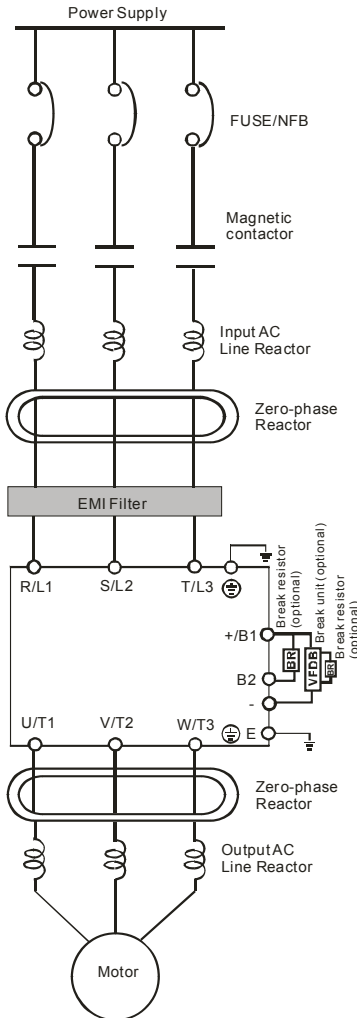 Power Supply
FUSE/NFB
Magnetic
contactor
Input AC
Line Reactor
Zero-phase
Reactor
EMI Filter
R/L1 S/L2 T/L3
Break resistor
(optional)
Break unit (optional)
Break resistor
(optional)
+/B1
BR
VFDB
BR
B2
-
U/T1 V/T2 W/T3 E
Zero-phase
Reactor
Output AC
Line Reactor
Motor